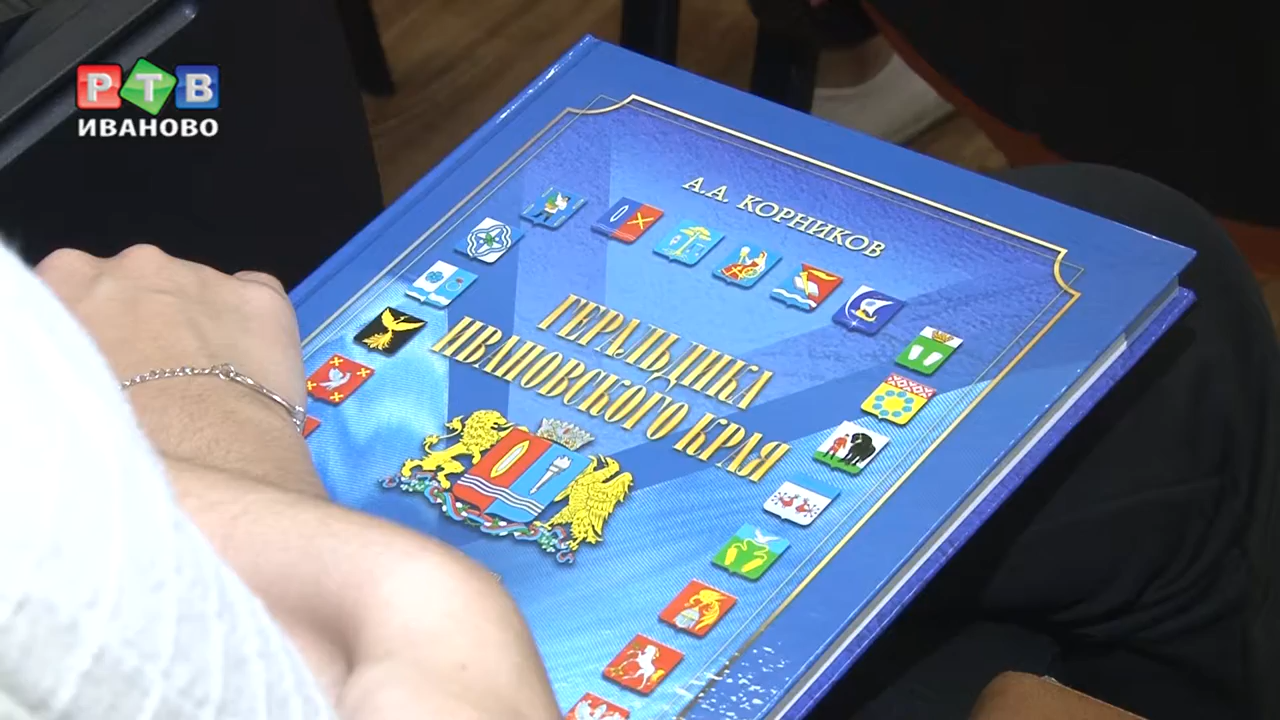 РТВ
ИВАНОВО
А.А. КОРНИКОВ
ГЕРАЛЬДИКА
ИВАНОВСКОГО КРАЯ